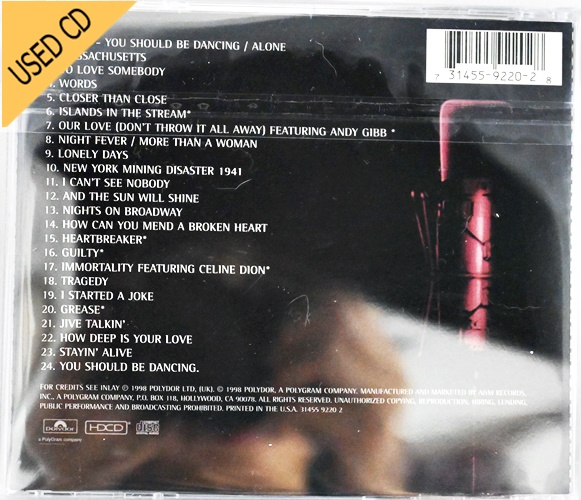 USED CD
- YOU SHOULD BE DANCING / ALONE
LOVE SOMEBODY
WORDS
5. CLOSER THAN CLOSE
6. ISLANDS IN THE STREAM*
7. OUR LOVE (DON'T THROW IT ALL AWAY) FEATURING ANDY GIBB *
8. NIGHT FEVER / MORE THAN A WOMAN
9. LONELY DAYS
10. NEW YORK MINING DISASTER 1941
11. I CAN'T SEE NOBODY
12. AND THE SUN WILL SHINE
13. NIGHTS ON BROADWAY
14. HOW CAN YOU MEND A BROKEN HEART
15. HEARTBREAKER*
16. GUILTY*
17. IMMORTALITY FEATURING CELINE DION*
18. TRAGEDY
19. I STARTED A JOKE
20. GREASE*
21. JIVE TALKIN'
22. HOW DEEP IS YOUR LOVE
23. STAYIN' ALIVE
24. YOU SHOULD BE DANCING.
7 31455-9220-2 8
FOR CREDITS SEE INLAY ℗ 1998 POLYDOR LTD, (UK). © 1998 POLYDOR, A POLYGRAM COMPANY. MANUFACTURED AND MARKETED BY A&M RECORDS,
INC., A POLYGRAM COMPANY, P.O. BOX 118, HOLLYWOOD, CA 90078. ALL RIGHTS RESERVED. UNAUTHORIZED COPYING, REPRODUCTION, HIRING, LENDING,
PUBLIC PERFORMANCE AND BROADCASTING PROHIBITED. PRINTED IN THE U.S.A. 31455 9220 2
polydor
a PolyGram company
HDCD
disc